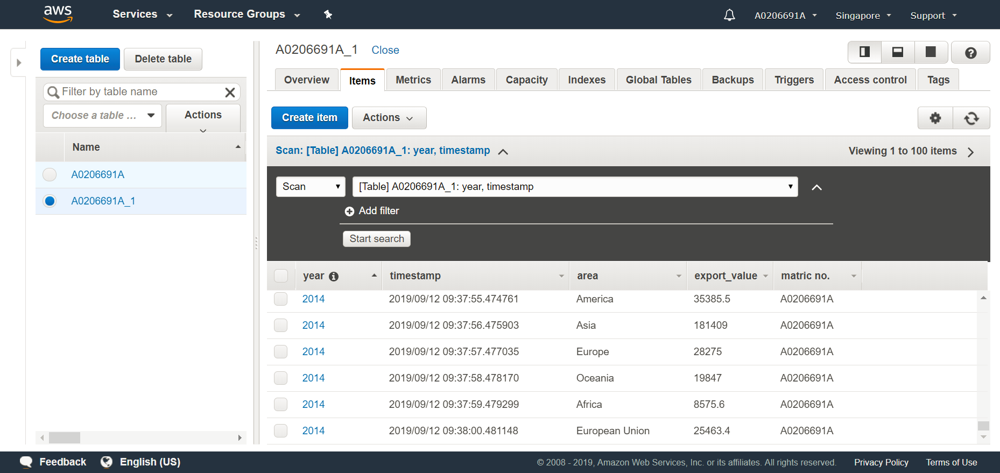 aws Services Resource Groups A0206691A Singapore Support
Create table Delete table
Filter by table name
Choose a table ... Actions
Name
A0206691A
A0206691A_1
A0206691A_1 Close
Overview Items Metrics Alarms Capacity Indexes Global Tables Backups Triggers Access control Tags
Create item Actions
Scan: [Table] A0206691A_1: year, timestamp Viewing 1 to 100 items
Scan [Table] A0206691A_1: year, timestamp
Add filter
Start search
year timestamp area export_value matric no.
2014 2019/09/12 09:37:55.474761 America 35385.5 A0206691A
2014 2019/09/12 09:37:56.475903 Asia 181409 A0206691A
2014 2019/09/12 09:37:57.477035 Europe 28275 A0206691A
2014 2019/09/12 09:37:58.478170 Oceania 19847 A0206691A
2014 2019/09/12 09:37:59.479299 Africa 8575.6 A0206691A
2014 2019/09/12 09:38:00.481148 European Union 25463.4 A0206691A
Feedback English (US) © 2008 - 2019, Amazon Web Services, Inc. or its affiliates. All rights reserved. Privacy Policy Terms of Use